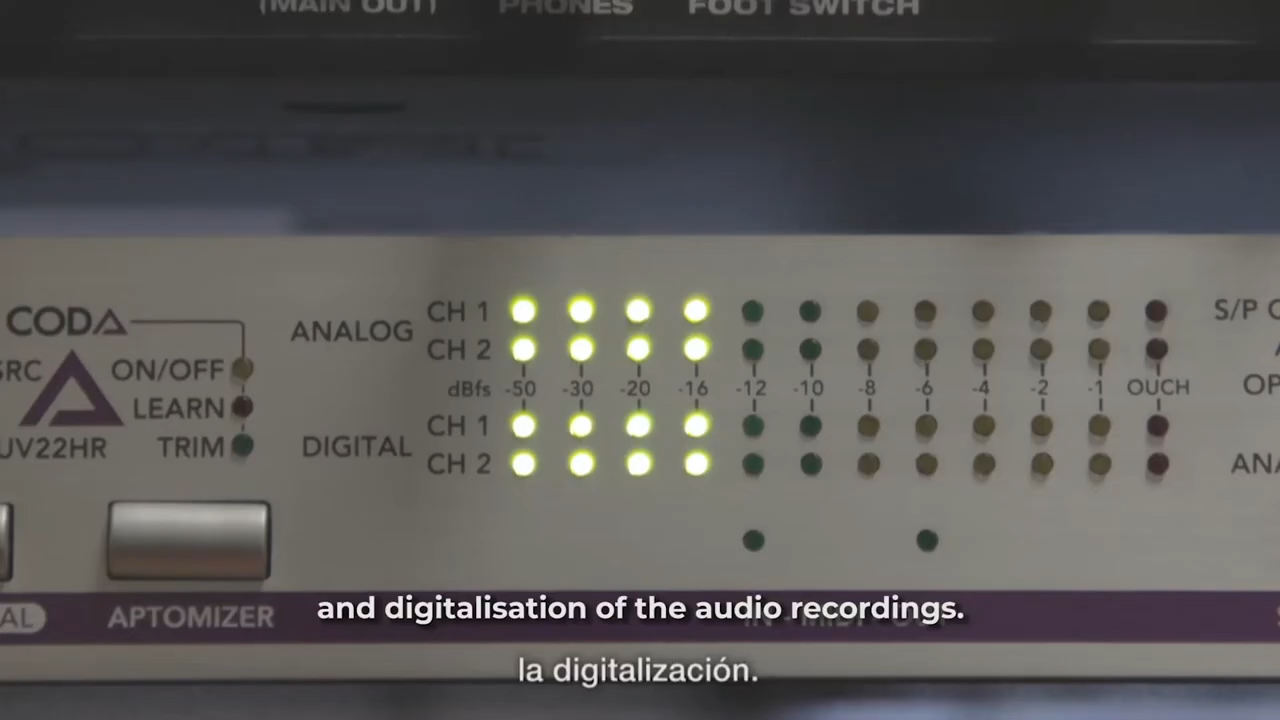 (MAIN OUT) PHONES FOOT SWITCH
CODA
SRC ON/OFF
LEARN
UV22HR TRIM
ANALOG
CH 1
CH 2
dBfs -50 -30 -20 -16 -12 -10 -8 -6 -4 -2 -1 OUCH
DIGITAL
CH 1
CH 2
S/P
OP
ANA
AL APTOMIZER
and digitalisation of the audio recordings.
la digitalización.